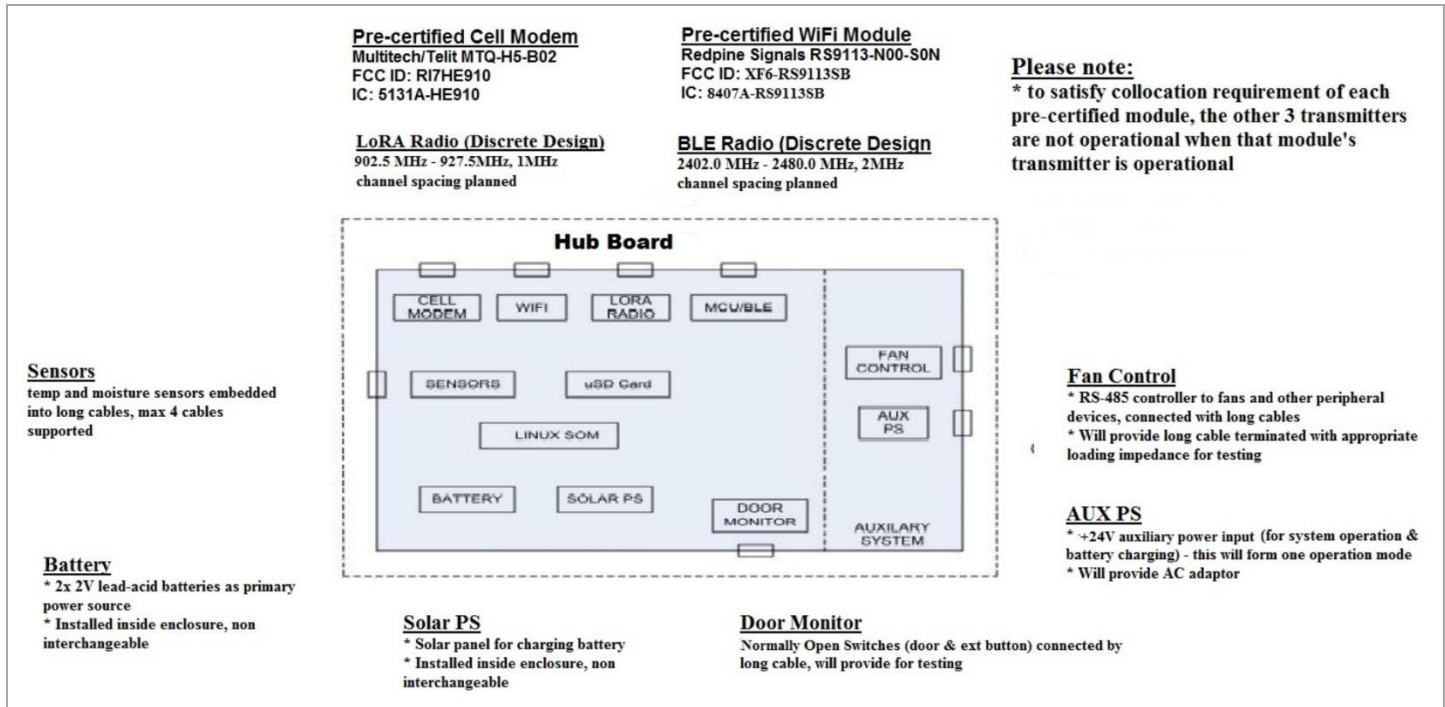 Pre-certified Cell Modem
Multitech/Telit MTQ-H5-B02
FCC ID: RI7HE910
IC: 5131A-HE910
Pre-certified WiFi Module
Redpine Signals RS9113-N00-S0N
FCC ID: XF6-RS9113SB
IC: 8407A-RS9113SB
Please note:
* to satisfy collocation requirement of each
pre-certified module, the other 3 transmitters
are not operational when that module's
transmitter is operational
LoRA Radio (Discrete Design)
902.5 MHz - 927.5MHz, 1MHz
channel spacing planned
BLE Radio (Discrete Design
2402.0 MHz - 2480.0 MHz, 2MHz
channel spacing planned
Hub Board
CELL
MODEM
WIFI
LORA
RADIO
MCU/BLE
FAN
CONTROL
SENSORS
uSD Card
AUX
PS
LINUX SOM
BATTERY
SOLAR PS
DOOR
MONITOR
AUXILARY
SYSTEM
Sensors
temp and moisture sensors embedded
into long cables, max 4 cables
supported
Fan Control
* RS-485 controller to fans and other peripheral
devices, connected with long cables
* Will provide long cable terminated with appropriate
loading impedance for testing
AUX PS
* +24V auxiliary power input (for system operation &
battery charging) - this will form one operation mode
* Will provide AC adaptor
Battery
* 2x 2V lead-acid batteries as primary
power source
* Installed inside enclosure, non
interchangeable
Solar PS
* Solar panel for charging battery
* Installed inside enclosure, non
interchangeable
Door Monitor
Normally Open Switches (door & ext button) connected by
long cable, will provide for testing